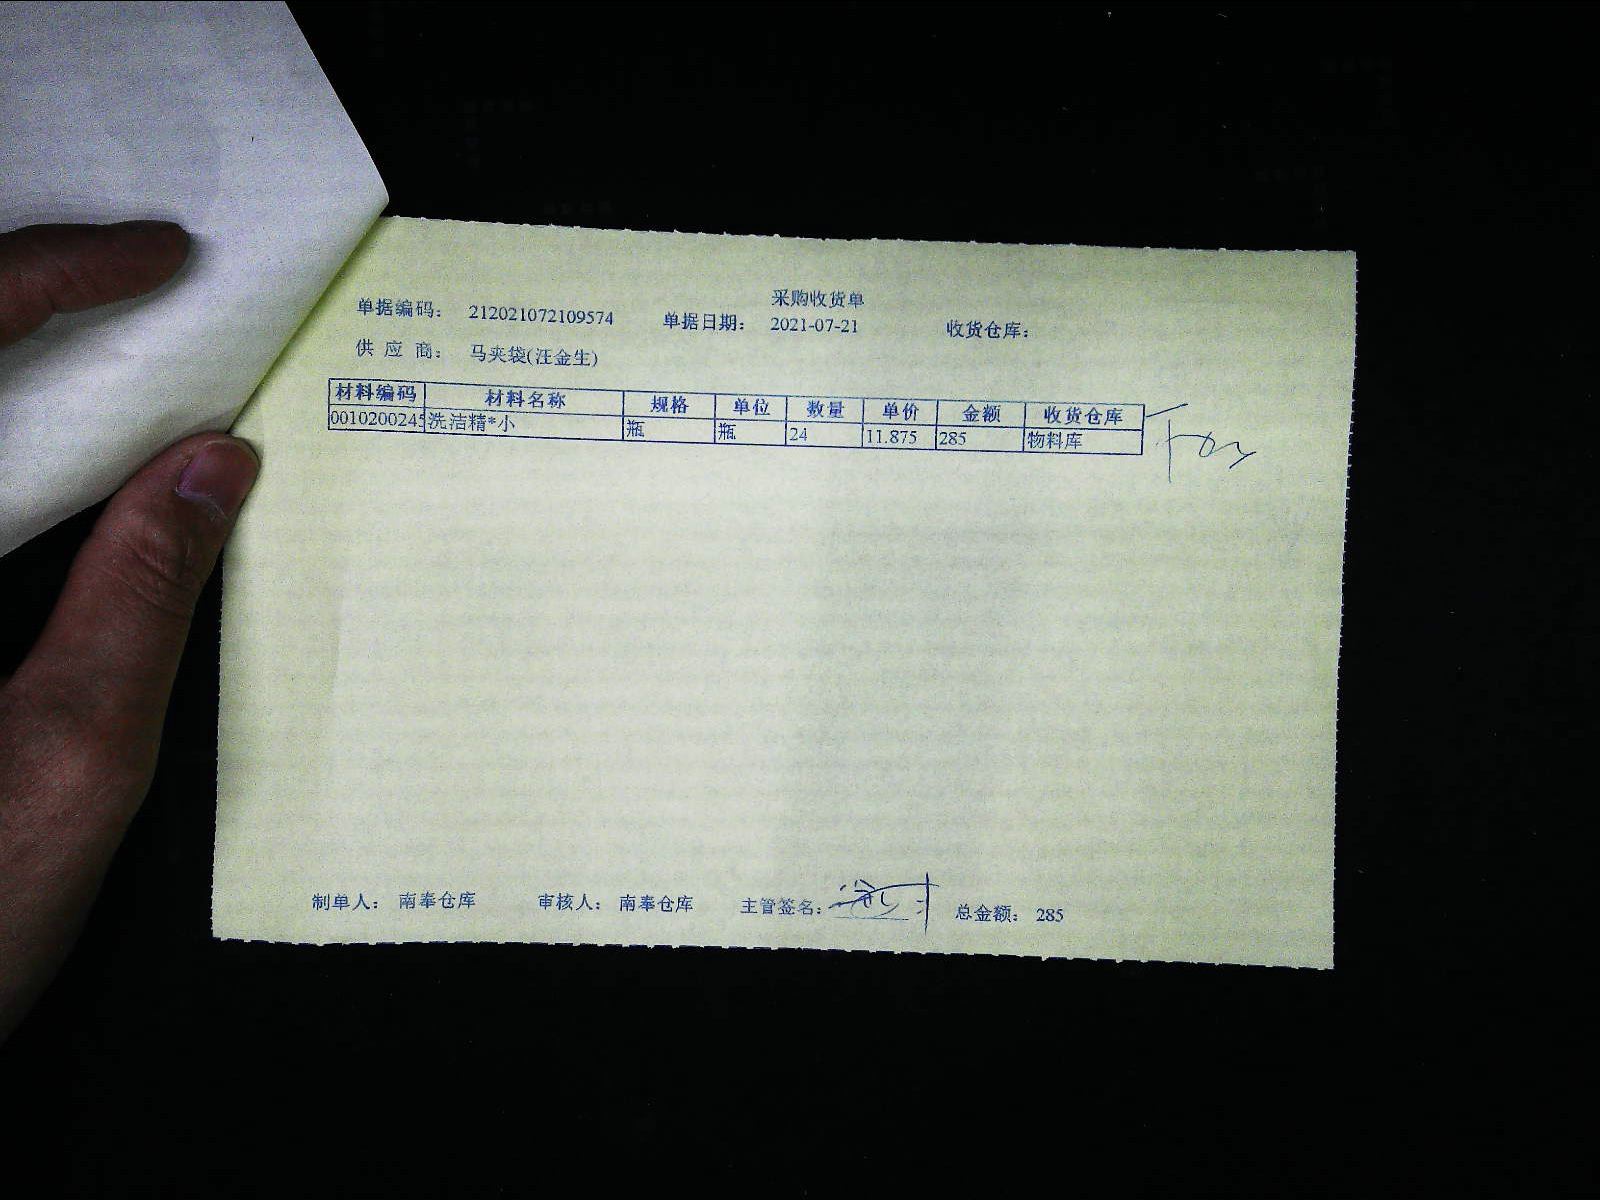 采购收货单
单据编码： 212021072109574 单据日期： 2021-07-21 收货仓库：
供 应 商： 马夹袋(汪金生)
材料编码 材料名称 规格 单位 数量 单价 金额 收货仓库
0010200245 洗洁精*小 瓶 瓶 24 11.875 285 物料库
制单人： 南奉仓库 审核人： 南奉仓库 主管签名： 总金额： 285